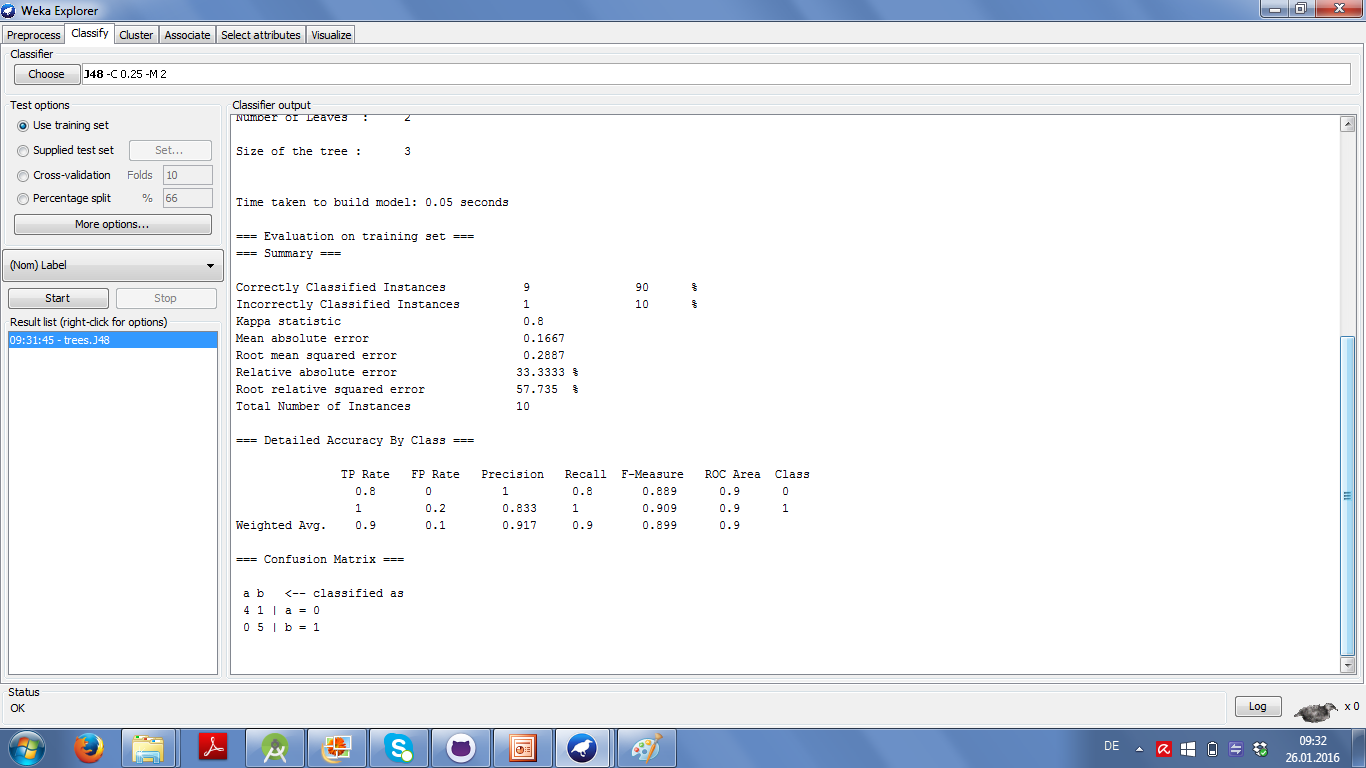 Weka Explorer
Preprocess Classify Cluster Associate Select attributes Visualize
Classifier
Choose J48 -C 0.25 -M 2
Test options
Use training set
Supplied test set Set...
Cross-validation Folds 10
Percentage split % 66
More options...
(Nom) Label
Start Stop
Result list (right-click for options)
09:31:45 - trees.J48
Classifier output
Number of Leaves : 2
Size of the tree : 3
Time taken to build model: 0.05 seconds
=== Evaluation on training set ===
=== Summary ===
Correctly Classified Instances 9 90 %
Incorrectly Classified Instances 1 10 %
Kappa statistic 0.8
Mean absolute error 0.1667
Root mean squared error 0.2887
Relative absolute error 33.3333 %
Root relative squared error 57.735 %
Total Number of Instances 10
=== Detailed Accuracy By Class ===
TP Rate FP Rate Precision Recall F-Measure ROC Area Class
0.8 0 1 0.8 0.889 0.9 0
1 0.2 0.833 1 0.909 0.9 1
Weighted Avg. 0.9 0.1 0.917 0.9 0.899 0.9
=== Confusion Matrix ===
a b <-- classified as
4 1 | a = 0
0 5 | b = 1
Status
OK
Log x 0
DE 09:32
26.01.2016